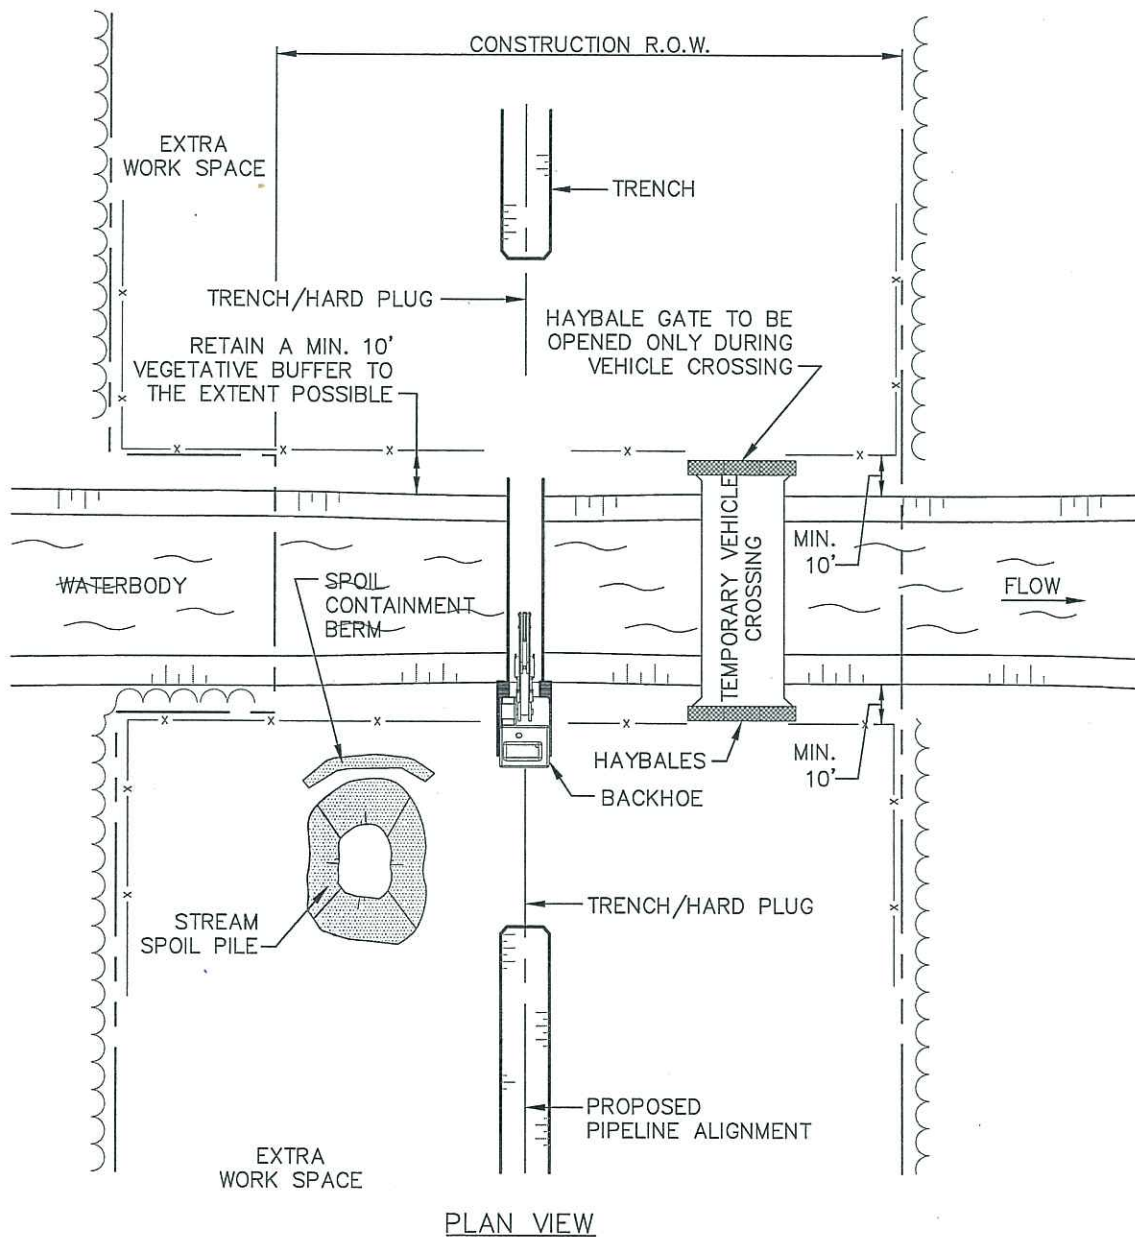 CONSTRUCTION R.O.W.
EXTRA
WORK SPACE
TRENCH
TRENCH/HARD PLUG
HAYBALE GATE TO BE
OPENED ONLY DURING
VEHICLE CROSSING
RETAIN A MIN. 10'
VEGETATIVE BUFFER TO
THE EXTENT POSSIBLE
MIN.
10'
WATERBODY
SPOIL
CONTAINMENT
BERM
TEMPORARY VEHICLE
CROSSING
FLOW
HAYBALES
MIN.
10'
BACKHOE
TRENCH/HARD PLUG
STREAM
SPOIL PILE
PROPOSED
PIPELINE ALIGNMENT
EXTRA
WORK SPACE
PLAN VIEW